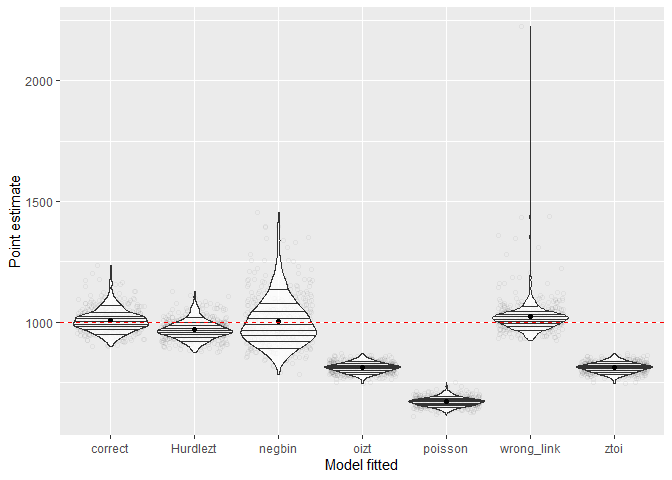 Point estimate
2000
1500
1000
correct Hurdlezt negbin oizt poisson wrong_link ztoi
Model fitted